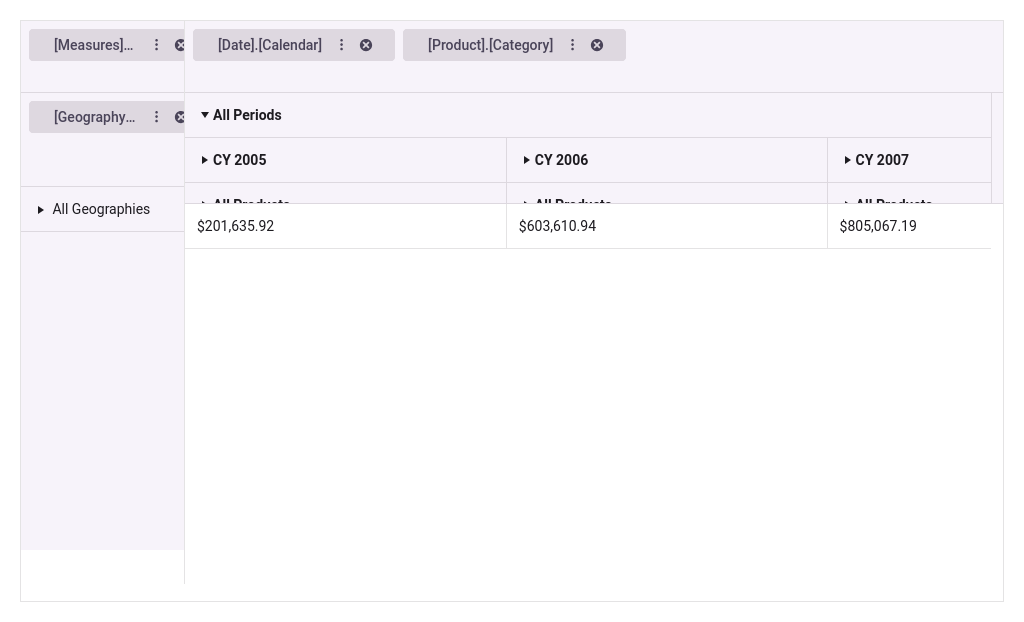 [Measures]...
[Date].[Calendar]
[Product].[Category]
[Geography...
All Periods
CY 2005
CY 2006
CY 2007
All Products
All Products
All Products
All Geographies
$201,635.92
$603,610.94
$805,067.19